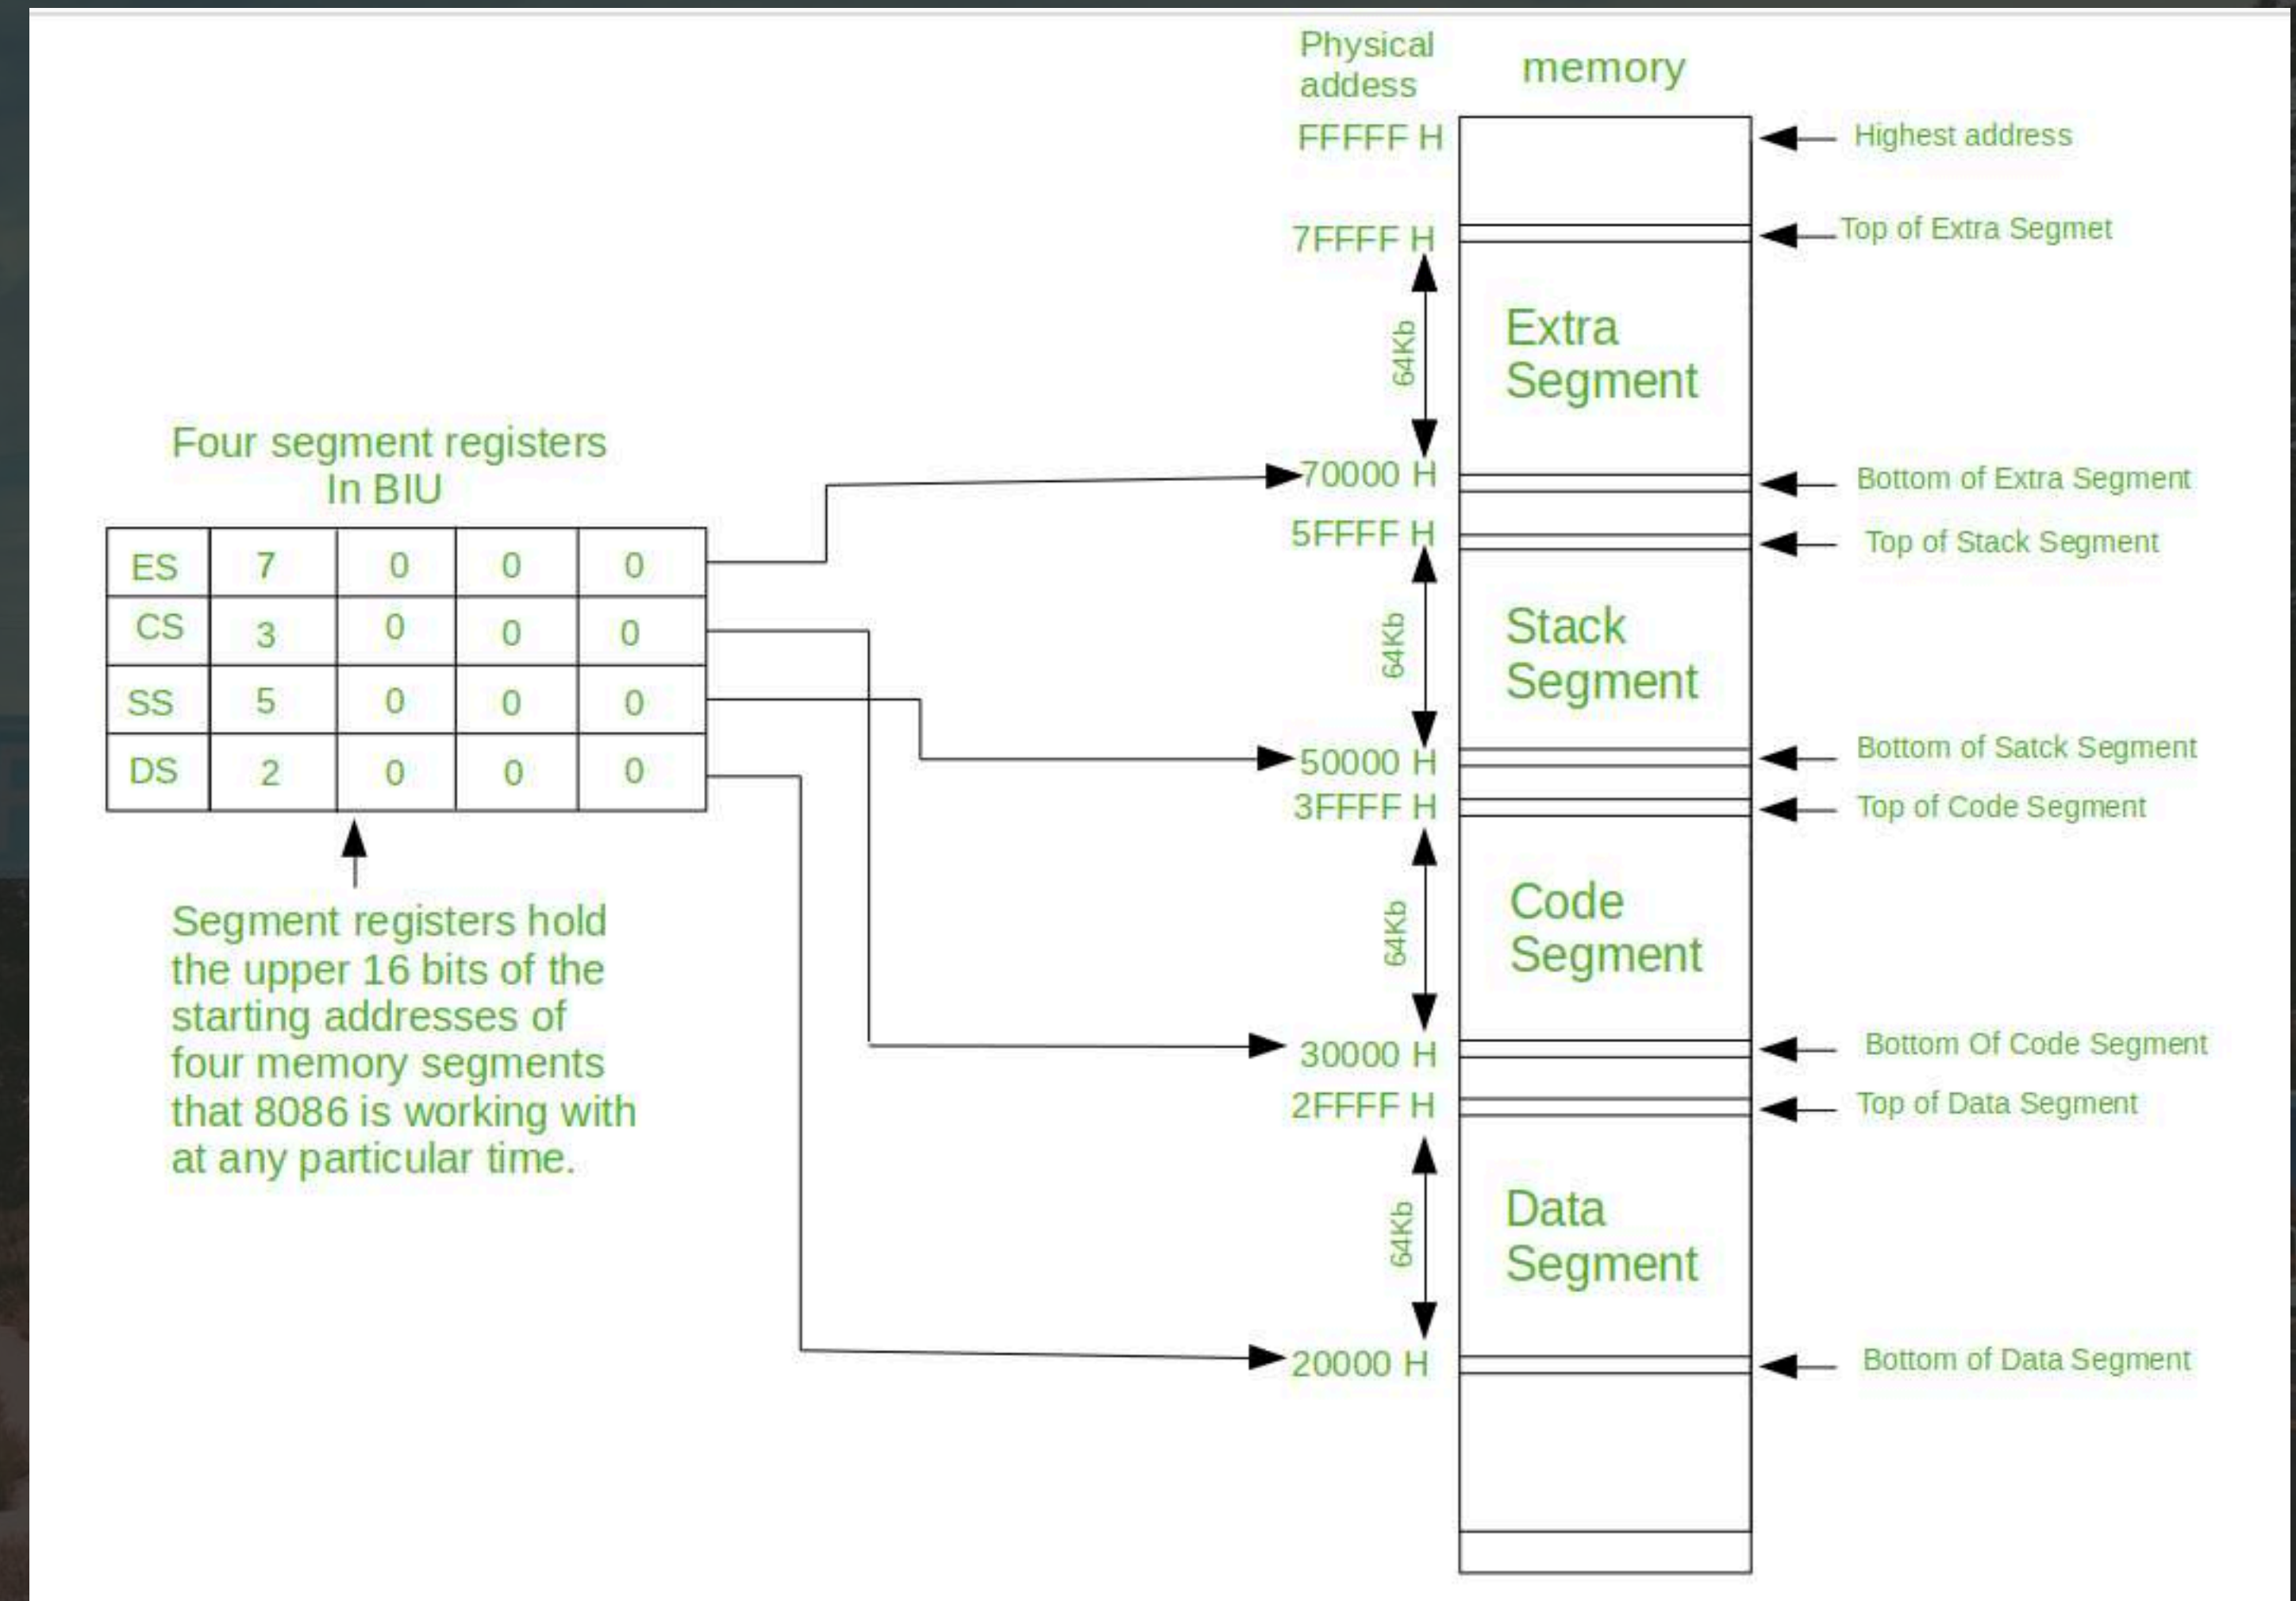 Physical
addess
memory
FFFFF H
Highest address
7FFFF H
Top of Extra Segmet
64Kb
Extra
Segment
70000 H
Bottom of Extra Segment
5FFFF H
Top of Stack Segment
64Kb
Stack
Segment
50000 H
Bottom of Satck Segment
3FFFF H
Top of Code Segment
64Kb
Code
Segment
30000 H
Bottom Of Code Segment
2FFFF H
Top of Data Segment
64Kb
Data
Segment
20000 H
Bottom of Data Segment
Four segment registers
In BIU
ES 7 0 0 0
CS 3 0 0 0
SS 5 0 0 0
DS 2 0 0 0
Segment registers hold
the upper 16 bits of the
starting addresses of
four memory segments
that 8086 is working with
at any particular time.